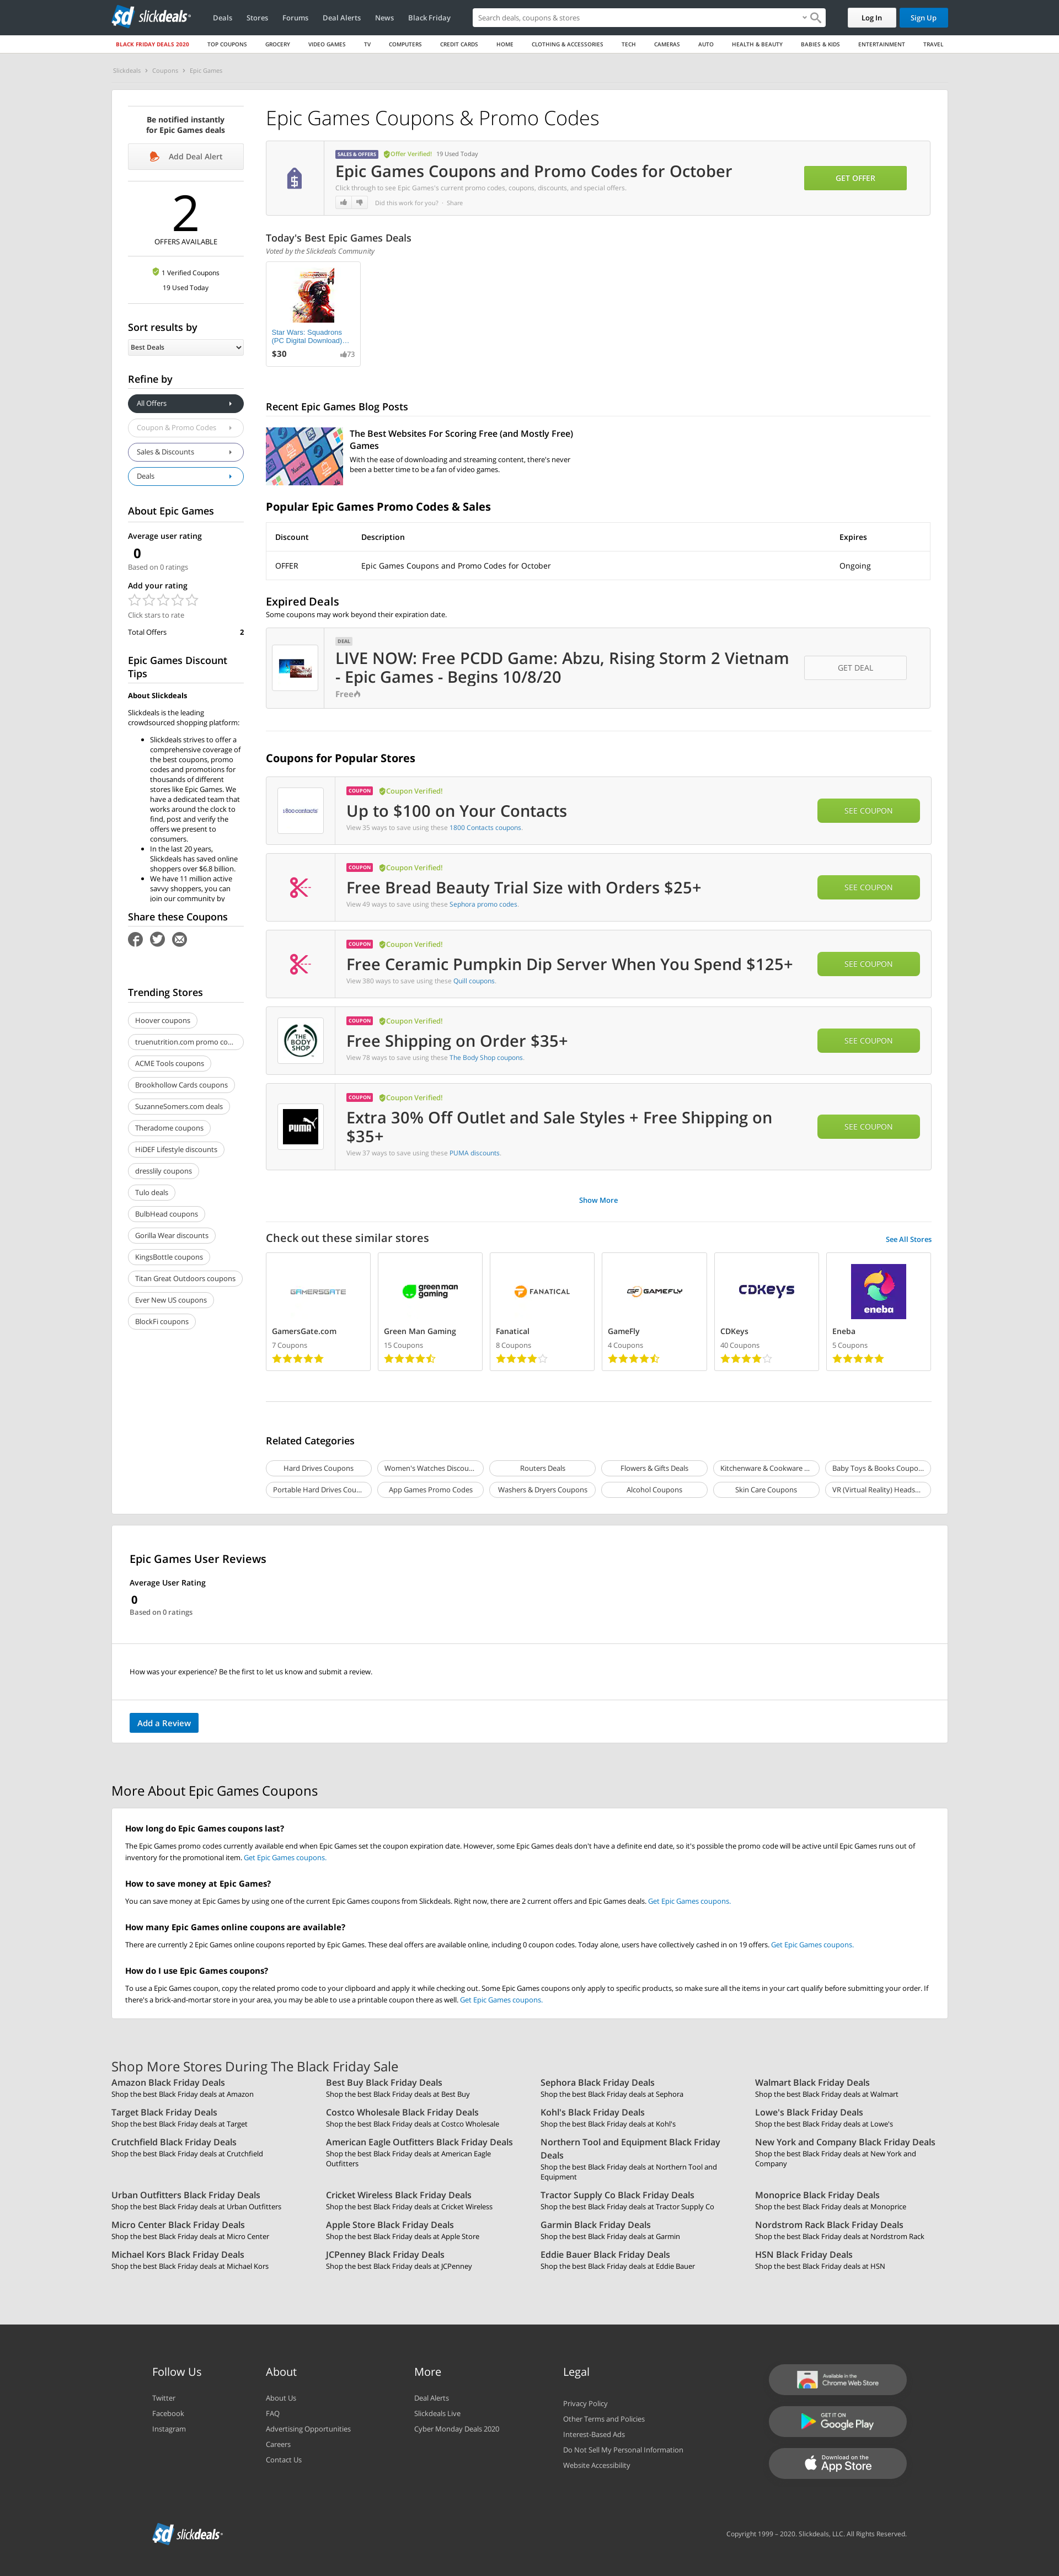 slickdeals
Deals
Stores
Forums
Deal Alerts
News
Black Friday
Search deals, coupons & stores
Log In
Sign Up
BLACK FRIDAY DEALS 2020
TOP COUPONS
GROCERY
VIDEO GAMES
TV
COMPUTERS
CREDIT CARDS
HOME
CLOTHING & ACCESSORIES
TECH
CAMERAS
AUTO
HEALTH & BEAUTY
BABIES & KIDS
ENTERTAINMENT
TRAVEL
Slickdeals
Coupons
Epic Games
Be notified instantly
for Epic Games deals
Add Deal Alert
2
OFFERS AVAILABLE
1 Verified Coupons
19 Used Today
Sort results by
Best Deals
Refine by
All Offers
Coupon & Promo Codes
Sales & Discounts
Deals
About Epic Games
Average user rating
0
Based on 0 ratings
Add your rating
Click stars to rate
Total Offers 2
Epic Games Discount
Tips
About Slickdeals
Slickdeals is the leading
crowdsourced shopping platform:
Slickdeals strives to offer a
comprehensive coverage of
the best coupons, promo
codes and promotions for
thousands of different
stores like Epic Games. We
have a dedicated team that
works around the clock to
find, post and verify the
offers we present to
consumers.
In the last 20 years,
Slickdeals has saved online
shoppers over $6.8 billion.
We have 11 million active
savvy shoppers, you can
join our community by
Share these Coupons
Trending Stores
Hoover coupons
truenutrition.com promo co...
ACME Tools coupons
Brookhollow Cards coupons
SuzanneSomers.com deals
Theradome coupons
HiDEF Lifestyle discounts
dresslily coupons
Tulo deals
BulbHead coupons
Gorilla Wear discounts
KingsBottle coupons
Titan Great Outdoors coupons
Ever New US coupons
BlockFi coupons
Epic Games Coupons & Promo Codes
SALES & OFFERS
Offer Verified!
19 Used Today
Epic Games Coupons and Promo Codes for October
Click through to see Epic Games's current promo codes, coupons, discounts, and special offers.
Did this work for you? · Share
GET OFFER
Today's Best Epic Games Deals
Voted by the Slickdeals Community
Star Wars: Squadrons
(PC Digital Download)...
$30
73
Recent Epic Games Blog Posts
The Best Websites For Scoring Free (and Mostly Free)
Games
With the ease of downloading and streaming content, there's never
been a better time to be a fan of video games.
Popular Epic Games Promo Codes & Sales
Discount Description Expires
OFFER Epic Games Coupons and Promo Codes for October Ongoing
Expired Deals
Some coupons may work beyond their expiration date.
DEAL
LIVE NOW: Free PCDD Game: Abzu, Rising Storm 2 Vietnam
- Epic Games - Begins 10/8/20
Free
GET DEAL
Coupons for Popular Stores
1800contacts
COUPON
Coupon Verified!
Up to $100 on Your Contacts
View 35 ways to save using these 1800 Contacts coupons.
SEE COUPON
COUPON
Coupon Verified!
Free Bread Beauty Trial Size with Orders $25+
View 49 ways to save using these Sephora promo codes.
SEE COUPON
COUPON
Coupon Verified!
Free Ceramic Pumpkin Dip Server When You Spend $125+
View 380 ways to save using these Quill coupons.
SEE COUPON
THE
BODY
SHOP
COUPON
Coupon Verified!
Free Shipping on Order $35+
View 78 ways to save using these The Body Shop coupons.
SEE COUPON
PUMA
COUPON
Coupon Verified!
Extra 30% Off Outlet and Sale Styles + Free Shipping on
$35+
View 37 ways to save using these PUMA discounts.
SEE COUPON
Show More
Check out these similar stores
See All Stores
GAMERSGATE
GamersGate.com
7 Coupons
green man
gaming
Green Man Gaming
15 Coupons
FANATICAL
Fanatical
8 Coupons
GAMEFLY
GameFly
4 Coupons
CDKeys
CDKeys
40 Coupons
eneba
Eneba
5 Coupons
Related Categories
Hard Drives Coupons
Women's Watches Discou...
Routers Deals
Flowers & Gifts Deals
Kitchenware & Cookware ...
Baby Toys & Books Coupo...
Portable Hard Drives Cou...
App Games Promo Codes
Washers & Dryers Coupons
Alcohol Coupons
Skin Care Coupons
VR (Virtual Reality) Heads...
Epic Games User Reviews
Average User Rating
0
Based on 0 ratings
How was your experience? Be the first to let us know and submit a review.
Add a Review
More About Epic Games Coupons
How long do Epic Games coupons last?
The Epic Games promo codes currently available end when Epic Games set the coupon expiration date. However, some Epic Games deals don't have a definite end date, so it's possible the promo code will be active until Epic Games runs out of
inventory for the promotional item. Get Epic Games coupons.
How to save money at Epic Games?
You can save money at Epic Games by using one of the current Epic Games coupons from Slickdeals. Right now, there are 2 current offers and Epic Games deals. Get Epic Games coupons.
How many Epic Games online coupons are available?
There are currently 2 Epic Games online coupons reported by Epic Games. These deal offers are available online, including 0 coupon codes. Today alone, users have collectively cashed in on 19 offers. Get Epic Games coupons.
How do I use Epic Games coupons?
To use a Epic Games coupon, copy the related promo code to your clipboard and apply it while checking out. Some Epic Games coupons only apply to specific products, so make sure all the items in your cart qualify before submitting your order. If
there's a brick-and-mortar store in your area, you may be able to use a printable coupon there as well. Get Epic Games coupons.
Shop More Stores During The Black Friday Sale
Amazon Black Friday Deals
Shop the best Black Friday deals at Amazon
Best Buy Black Friday Deals
Shop the best Black Friday deals at Best Buy
Sephora Black Friday Deals
Shop the best Black Friday deals at Sephora
Walmart Black Friday Deals
Shop the best Black Friday deals at Walmart
Target Black Friday Deals
Shop the best Black Friday deals at Target
Costco Wholesale Black Friday Deals
Shop the best Black Friday deals at Costco Wholesale
Kohl's Black Friday Deals
Shop the best Black Friday deals at Kohl's
Lowe's Black Friday Deals
Shop the best Black Friday deals at Lowe's
Crutchfield Black Friday Deals
Shop the best Black Friday deals at Crutchfield
American Eagle Outfitters Black Friday Deals
Shop the best Black Friday deals at American Eagle
Outfitters
Northern Tool and Equipment Black Friday
Deals
Shop the best Black Friday deals at Northern Tool and
Equipment
New York and Company Black Friday Deals
Shop the best Black Friday deals at New York and
Company
Urban Outfitters Black Friday Deals
Shop the best Black Friday deals at Urban Outfitters
Cricket Wireless Black Friday Deals
Shop the best Black Friday deals at Cricket Wireless
Tractor Supply Co Black Friday Deals
Shop the best Black Friday deals at Tractor Supply Co
Monoprice Black Friday Deals
Shop the best Black Friday deals at Monoprice
Micro Center Black Friday Deals
Shop the best Black Friday deals at Micro Center
Apple Store Black Friday Deals
Shop the best Black Friday deals at Apple Store
Garmin Black Friday Deals
Shop the best Black Friday deals at Garmin
Nordstrom Rack Black Friday Deals
Shop the best Black Friday deals at Nordstrom Rack
Michael Kors Black Friday Deals
Shop the best Black Friday deals at Michael Kors
JCPenney Black Friday Deals
Shop the best Black Friday deals at JCPenney
Eddie Bauer Black Friday Deals
Shop the best Black Friday deals at Eddie Bauer
HSN Black Friday Deals
Shop the best Black Friday deals at HSN
Follow Us
Twitter
Facebook
Instagram
About
About Us
FAQ
Advertising Opportunities
Careers
Contact Us
More
Deal Alerts
Slickdeals Live
Cyber Monday Deals 2020
Legal
Privacy Policy
Other Terms and Policies
Interest-Based Ads
Do Not Sell My Personal Information
Website Accessibility
Available in the
Chrome Web Store
GET IT ON
Google Play
Download on the
App Store
slickdeals
Copyright 1999 – 2020. Slickdeals, LLC. All Rights Reserved.